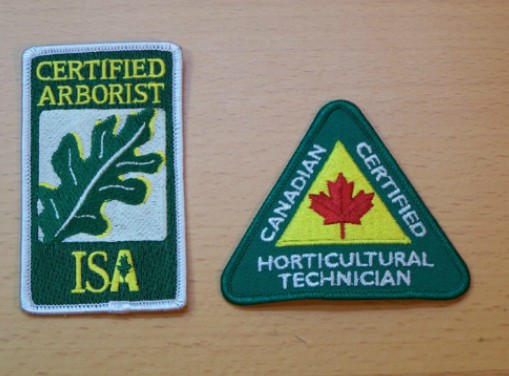 CERTIFIED
ARBORIST
ISA
CANADIAN CERTIFIED
HORTICULTURAL
TECHNICIAN